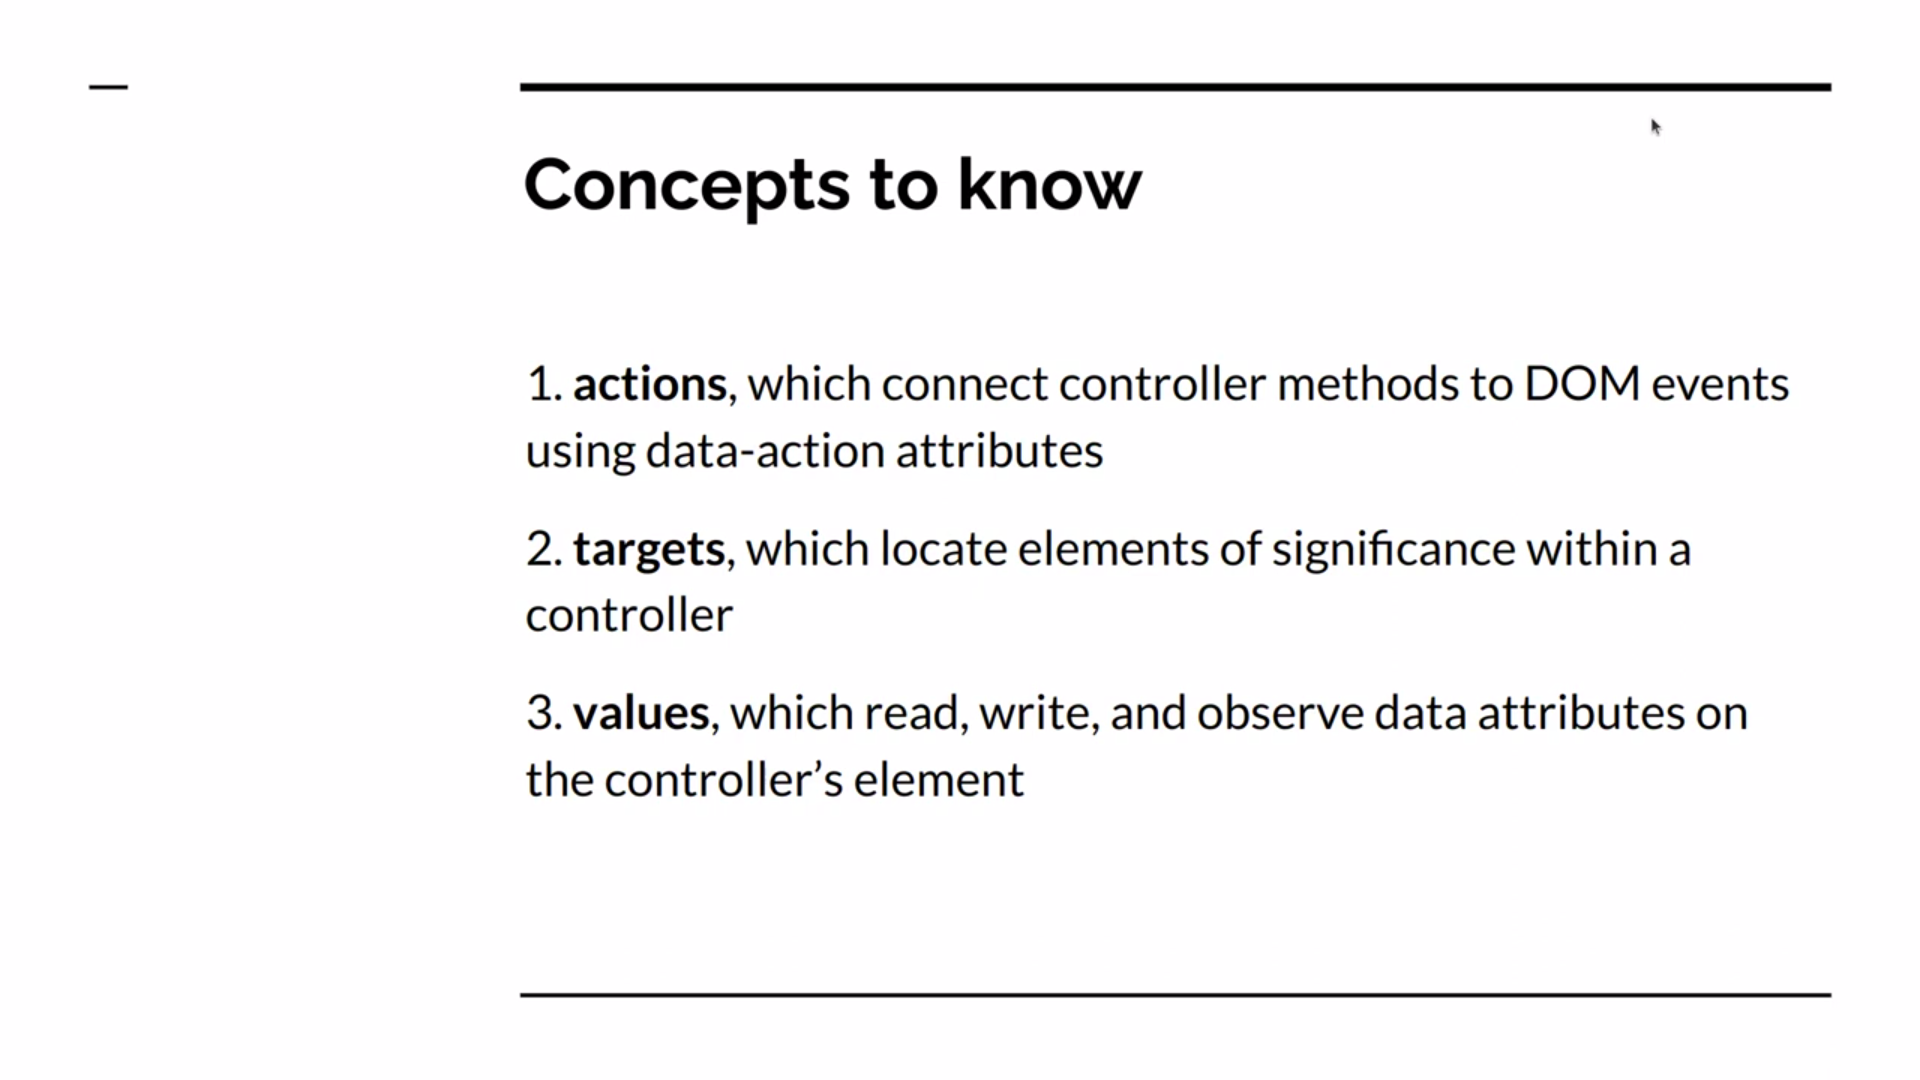 Concepts to know
1. actions, which connect controller methods to DOM events
using data-action attributes
2. targets, which locate elements of significance within a
controller
3. values, which read, write, and observe data attributes on
the controller’s element